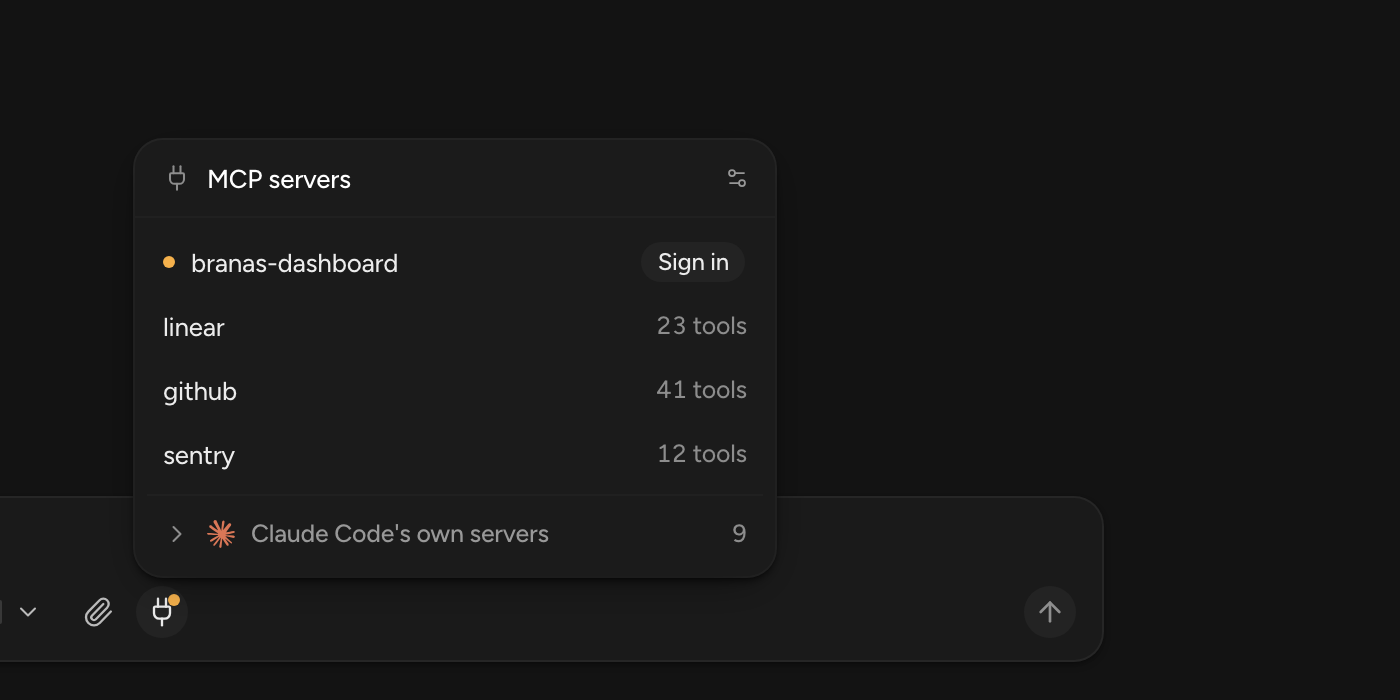 MCP servers
branas-dashboard Sign in
linear 23 tools
github 41 tools
sentry 12 tools
Claude Code's own servers 9